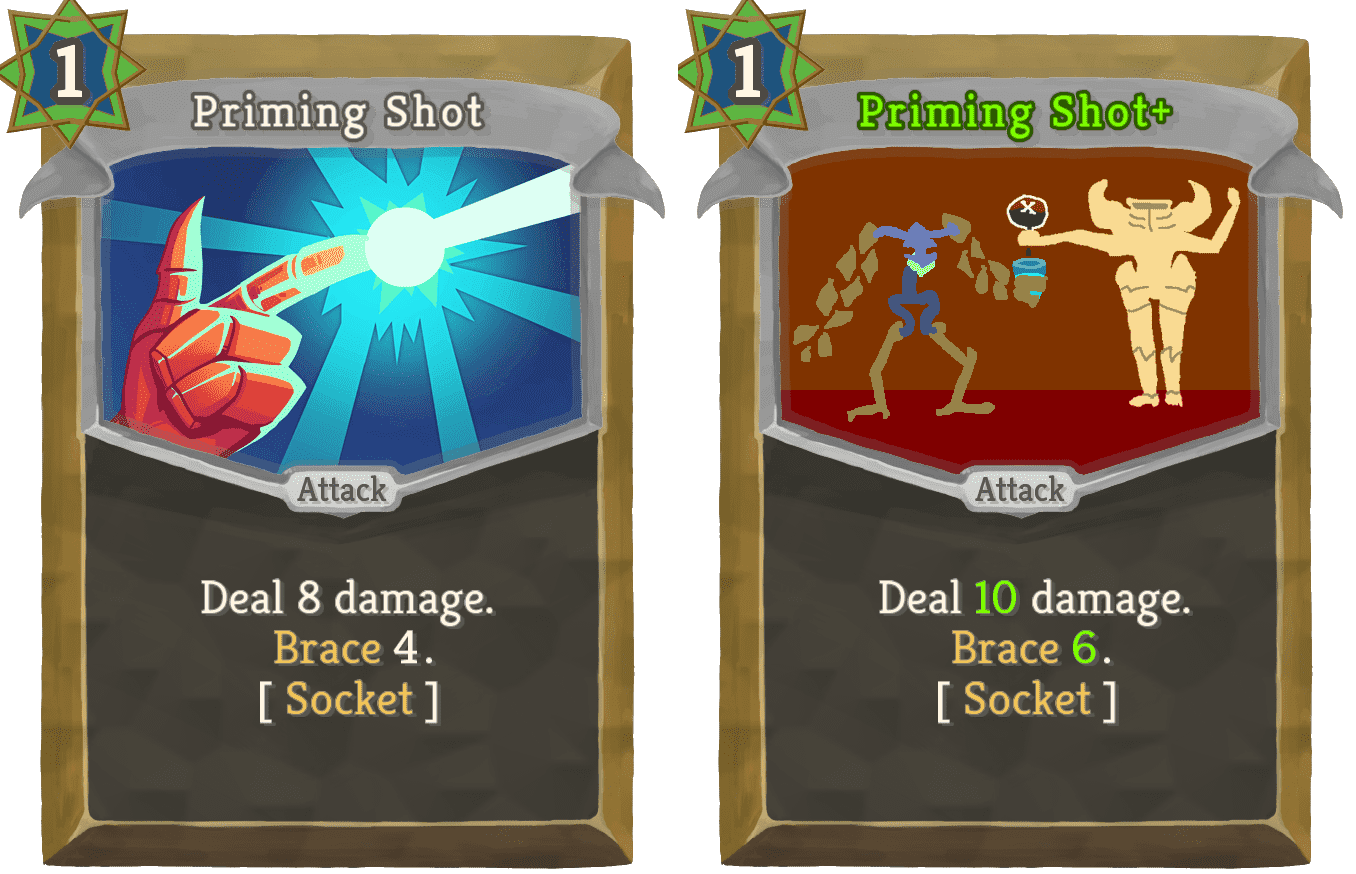 1
Priming Shot
Attack
Deal 8 damage.
Brace 4.
[ Socket ]
1
Priming Shot+
X
Attack
Deal 10 damage.
Brace 6.
[ Socket ]